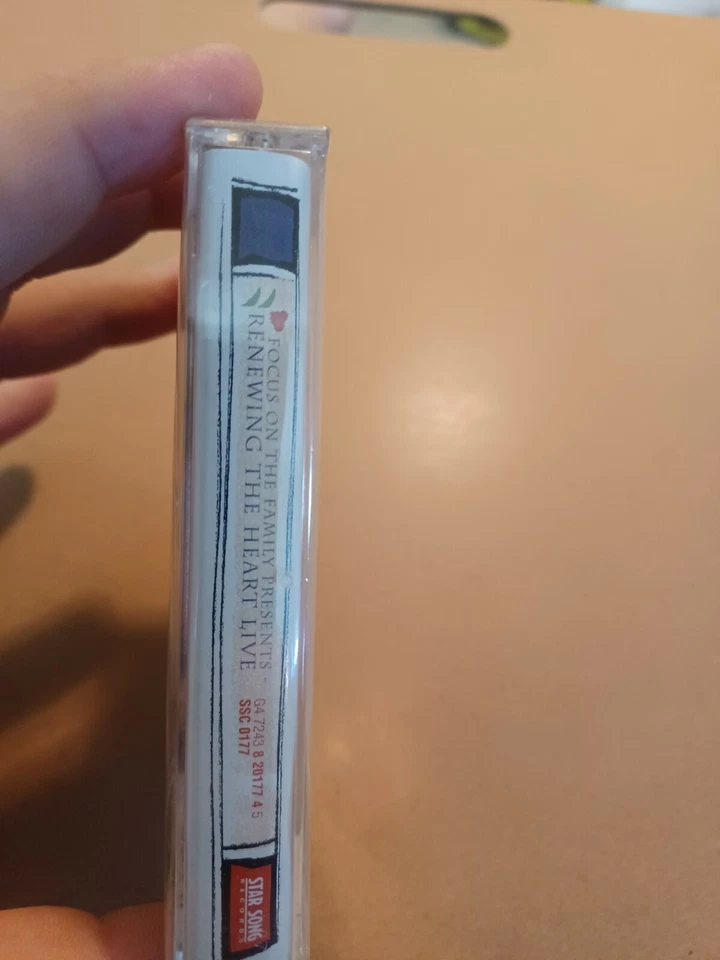 FOCUS ON THE FAMILY PRESENTS -
RENEWING THE HEART LIVE
G4 7243 8 20177 4 5
SSC 0177
STAR SONG
RECORDS